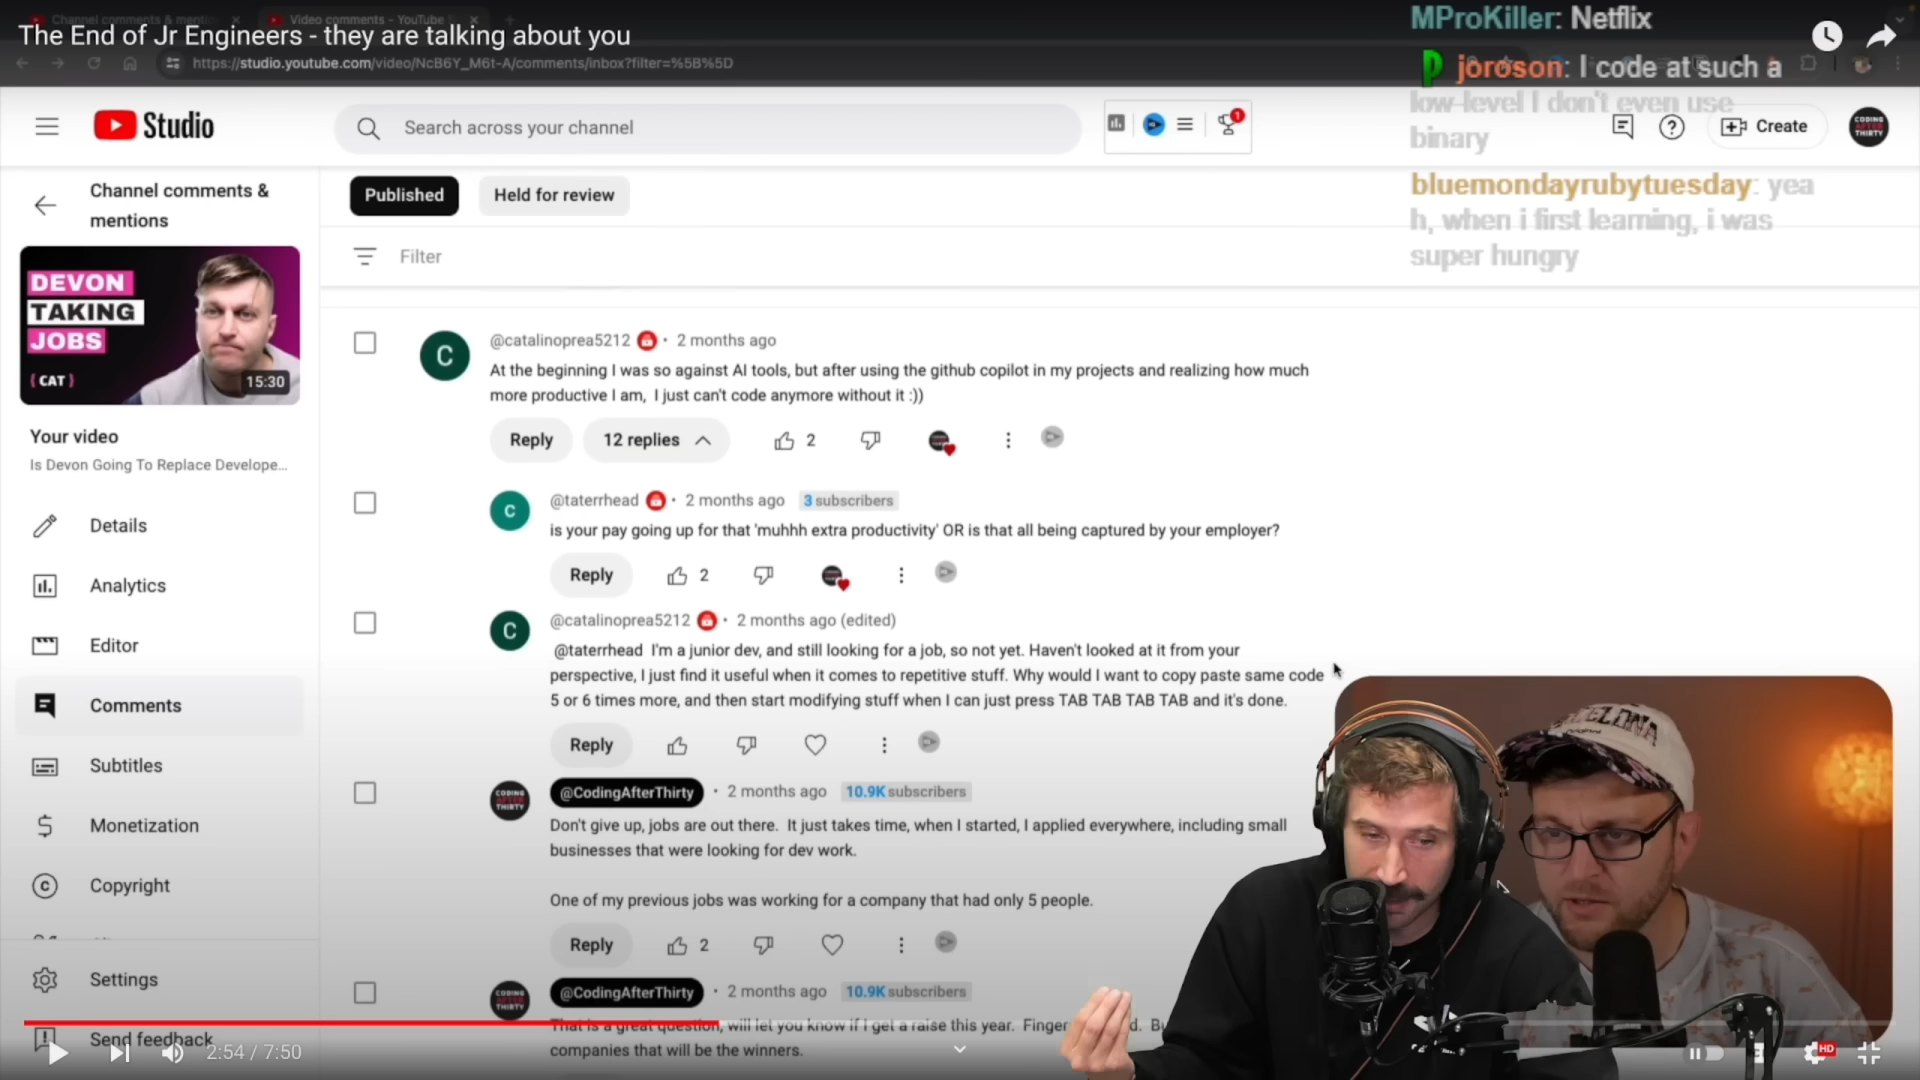 Channel comments & menti
Video comments - YouTube
The End of Jr Engineers - they are talking about you
https://studio.youtube.com/video/NcB6Y_M6t-A/comments/inbox?filter=%5B%5D
MProKiller: Netflix
joroson: I code at such a
low-level I don't even use
binary
bluemondayrubytuesday: yea
h, when i first learning, i was
super hungry
Studio
Search across your channel
1
Create
CODING
AFTER
THIRTY
Channel comments &
mentions
Published
Held for review
Filter
DEVON
TAKING
JOBS
{ CAT }
15:30
Your video
Is Devon Going To Replace Develope...
Details
Analytics
Editor
Comments
Subtitles
Monetization
Copyright
Settings
Send feedback
C
@catalinoprea5212 • 2 months ago
At the beginning I was so against AI tools, but after using the github copilot in my projects and realizing how much
more productive I am, I just can't code anymore without it :))
Reply
12 replies
2
C
@taterrhead • 2 months ago 3 subscribers
is your pay going up for that 'muhhh extra productivity' OR is that all being captured by your employer?
Reply
2
C
@catalinoprea5212 • 2 months ago (edited)
@taterrhead I'm a junior dev, and still looking for a job, so not yet. Haven't looked at it from your
perspective, I just find it useful when it comes to repetitive stuff. Why would I want to copy paste same code
5 or 6 times more, and then start modifying stuff when I can just press TAB TAB TAB TAB and it's done.
Reply
CODING
AFTER
THIRTY
@CodingAfterThirty • 2 months ago 10.9K subscribers
Don't give up, jobs are out there. It just takes time, when I started, I applied everywhere, including small
businesses that were looking for dev work.
One of my previous jobs was working for a company that had only 5 people.
Reply
2
CODING
AFTER
THIRTY
@CodingAfterThirty • 2 months ago 10.9K subscribers
That is a great question, will let you know if I get a raise this year. Finger
companies that will be the winners.
2:54 / 7:50
HD